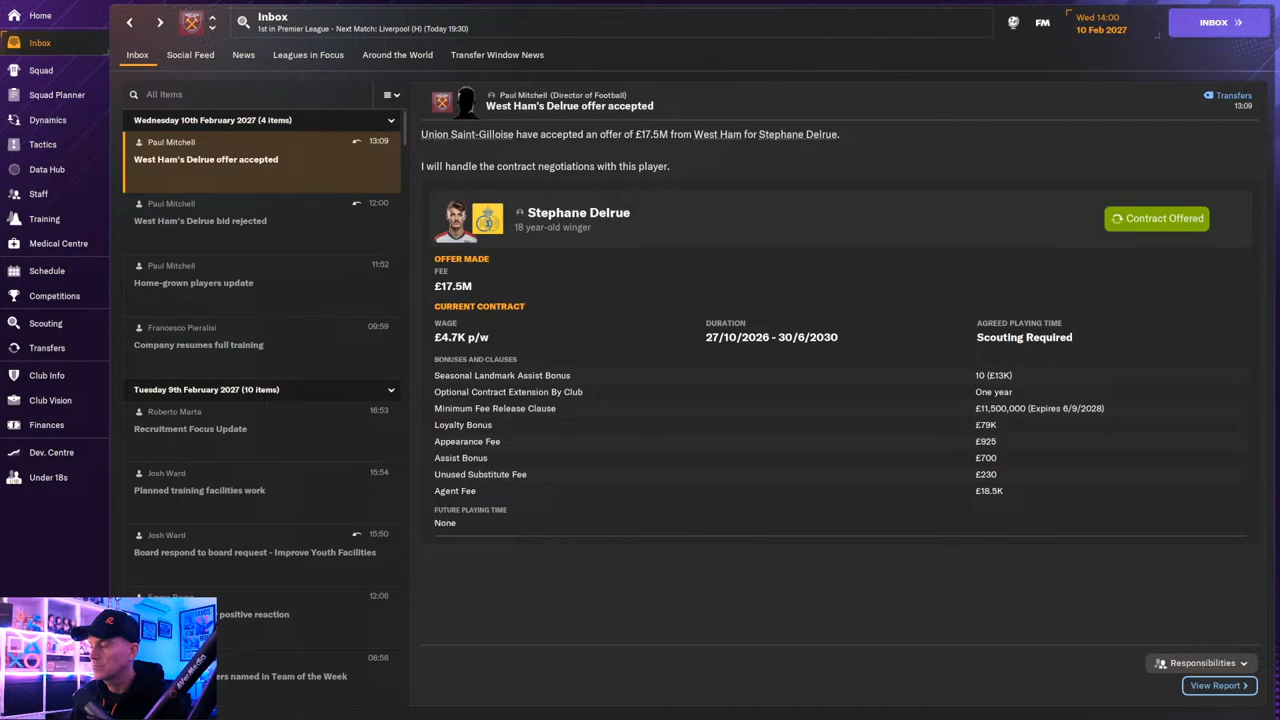 Home
Inbox
Squad
Squad Planner
Dynamics
Tactics
Data Hub
Staff
Training
Medical Centre
Schedule
Competitions
Scouting
Transfers
Club Info
Club Vision
Finances
Dev. Centre
Under 18s
Inbox
1st in Premier League - Next Match: Liverpool (H) (Today 19:30)
FM
Wed 14:00
10 Feb 2027
INBOX
Inbox
Social Feed
News
Leagues in Focus
Around the World
Transfer Window News
All Items
Wednesday 10th February 2027 (4 items)
Paul Mitchell 13:09
West Ham's Delrue offer accepted
Paul Mitchell 12:00
West Ham's Delrue bid rejected
Paul Mitchell 11:52
Home-grown players update
Francesco Pieralisi 09:59
Company resumes full training
Tuesday 9th February 2027 (10 items)
Roberto Marta 16:53
Recruitment Focus Update
Josh Ward 15:54
Planned training facilities work
Josh Ward 15:50
Board respond to board request - Improve Youth Facilities
12:06
positive reaction
08:56
named in Team of the Week
Paul Mitchell (Director of Football)
West Ham's Delrue offer accepted
Transfers
13:09
Union Saint-Gilloise have accepted an offer of £17.5M from West Ham for Stephane Delrue.
I will handle the contract negotiations with this player.
Stephane Delrue
18 year-old winger
Contract Offered
OFFER MADE
FEE
£17.5M
CURRENT CONTRACT
WAGE DURATION AGREED PLAYING TIME
£4.7K p/w 27/10/2026 - 30/6/2030 Scouting Required
BONUSES AND CLAUSES
Seasonal Landmark Assist Bonus 10 (£13K)
Optional Contract Extension By Club One year
Minimum Fee Release Clause £11,500,000 (Expires 6/9/2028)
Loyalty Bonus £79K
Appearance Fee £925
Assist Bonus £700
Unused Substitute Fee £230
Agent Fee £18.5K
FUTURE PLAYING TIME
None
Responsibilities
View Report
AVerMedia